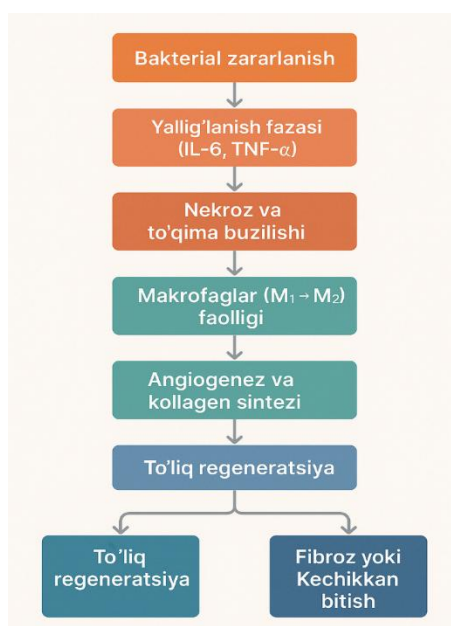 Bakterial zararlanish
Yallig‘lanish fazasi
(IL-6, TNF-α)
Nekroz va
to'qima buzilishi
Makrofaglar (M₁→M₂)
faolligi
Angiogenez va
kollagen sintezi
To‘liq regeneratsiya
To‘liq
regeneratsiya
Fibroz yoki
Kechikkan
bitish